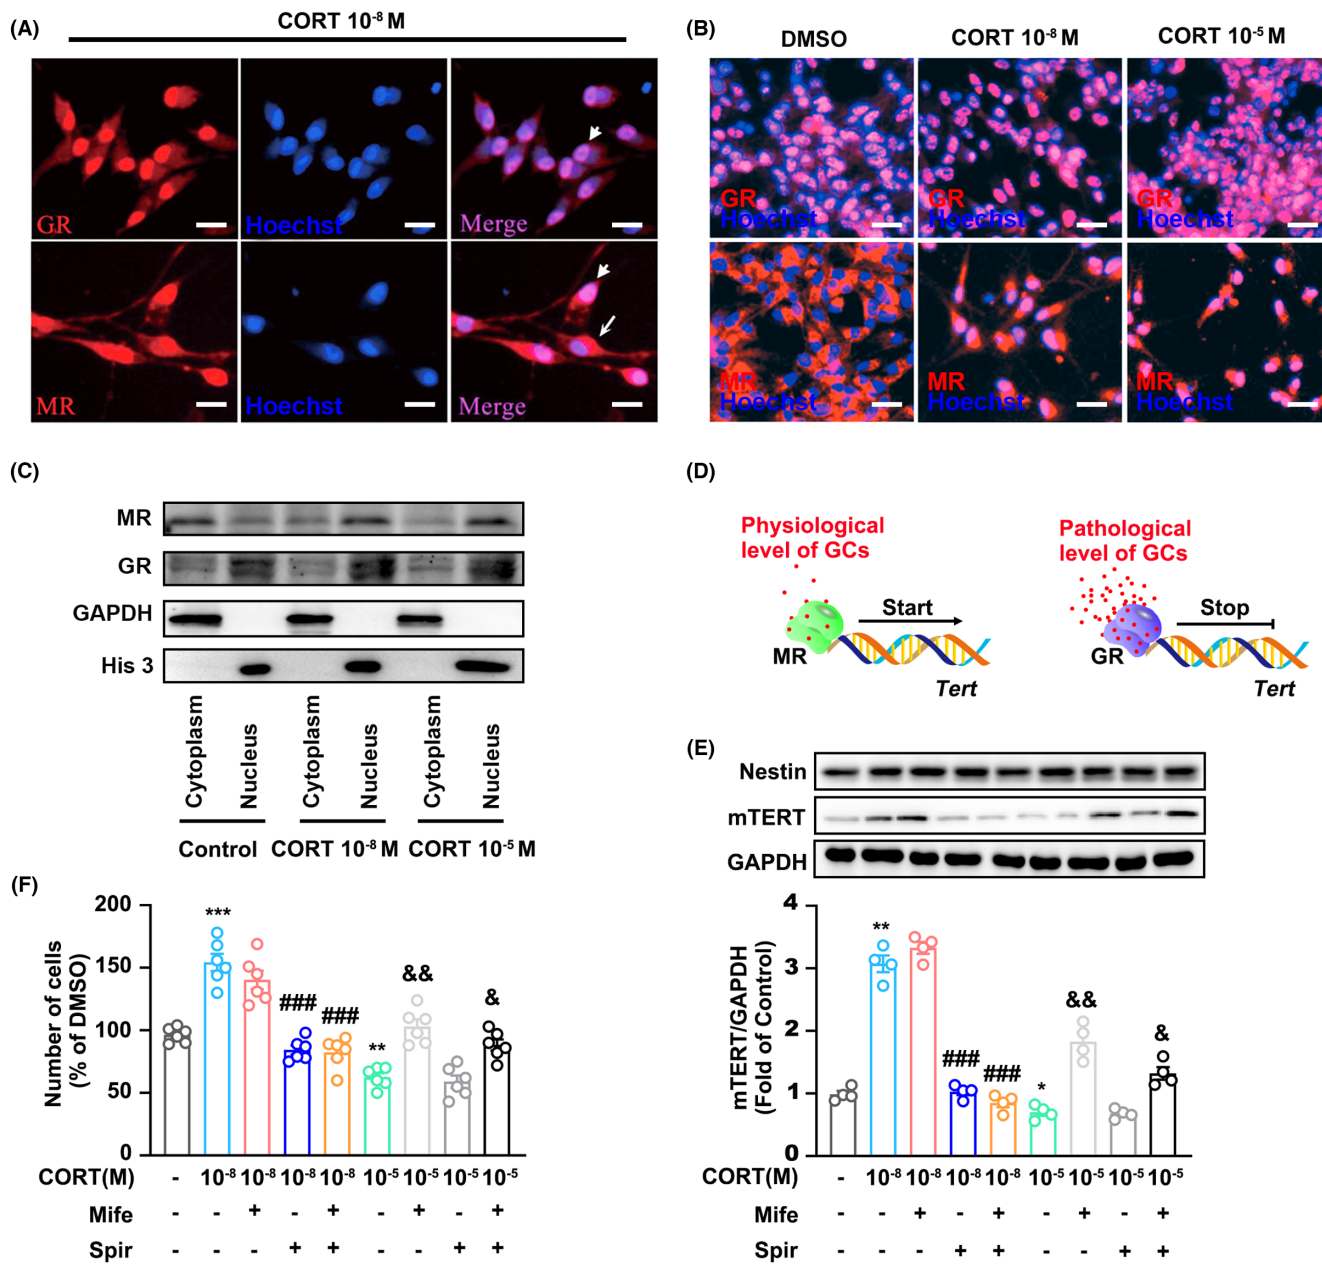 (A)
CORT 10⁻⁸ M
GR
Hoechst
Merge
MR
Hoechst
Merge
(B)
DMSO
CORT 10⁻⁸ M
CORT 10⁻⁵ M
GR
Hoechst
GR
Hoechst
GR
Hoechst
MR
Hoechst
MR
Hoechst
MR
Hoechst
(C)
MR
GR
GAPDH
His 3
Cytoplasm
Nucleus
Cytoplasm
Nucleus
Cytoplasm
Nucleus
Control
CORT 10⁻⁸ M
CORT 10⁻⁵ M
(D)
Physiological
level of GCs
Start
MR
Tert
Pathological
level of GCs
Stop
GR
Tert
(E)
Nestin
mTERT
GAPDH
mTERT/GAPDH
(Fold of Control)
4
3
2
1
0
** ### ### * && &
CORT(M) - 10⁻⁸ 10⁻⁸ 10⁻⁸ 10⁻⁸ 10⁻⁵ 10⁻⁵ 10⁻⁵ 10⁻⁵
Mife - - + - + - + - +
Spir - - - + + - - + +
(F)
Number of cells
(% of DMSO)
200
150
100
50
0
*** ### ### ** && &
CORT(M) - 10⁻⁸ 10⁻⁸ 10⁻⁸ 10⁻⁸ 10⁻⁵ 10⁻⁵ 10⁻⁵ 10⁻⁵
Mife - - + - + - + - +
Spir - - - + + - - + +